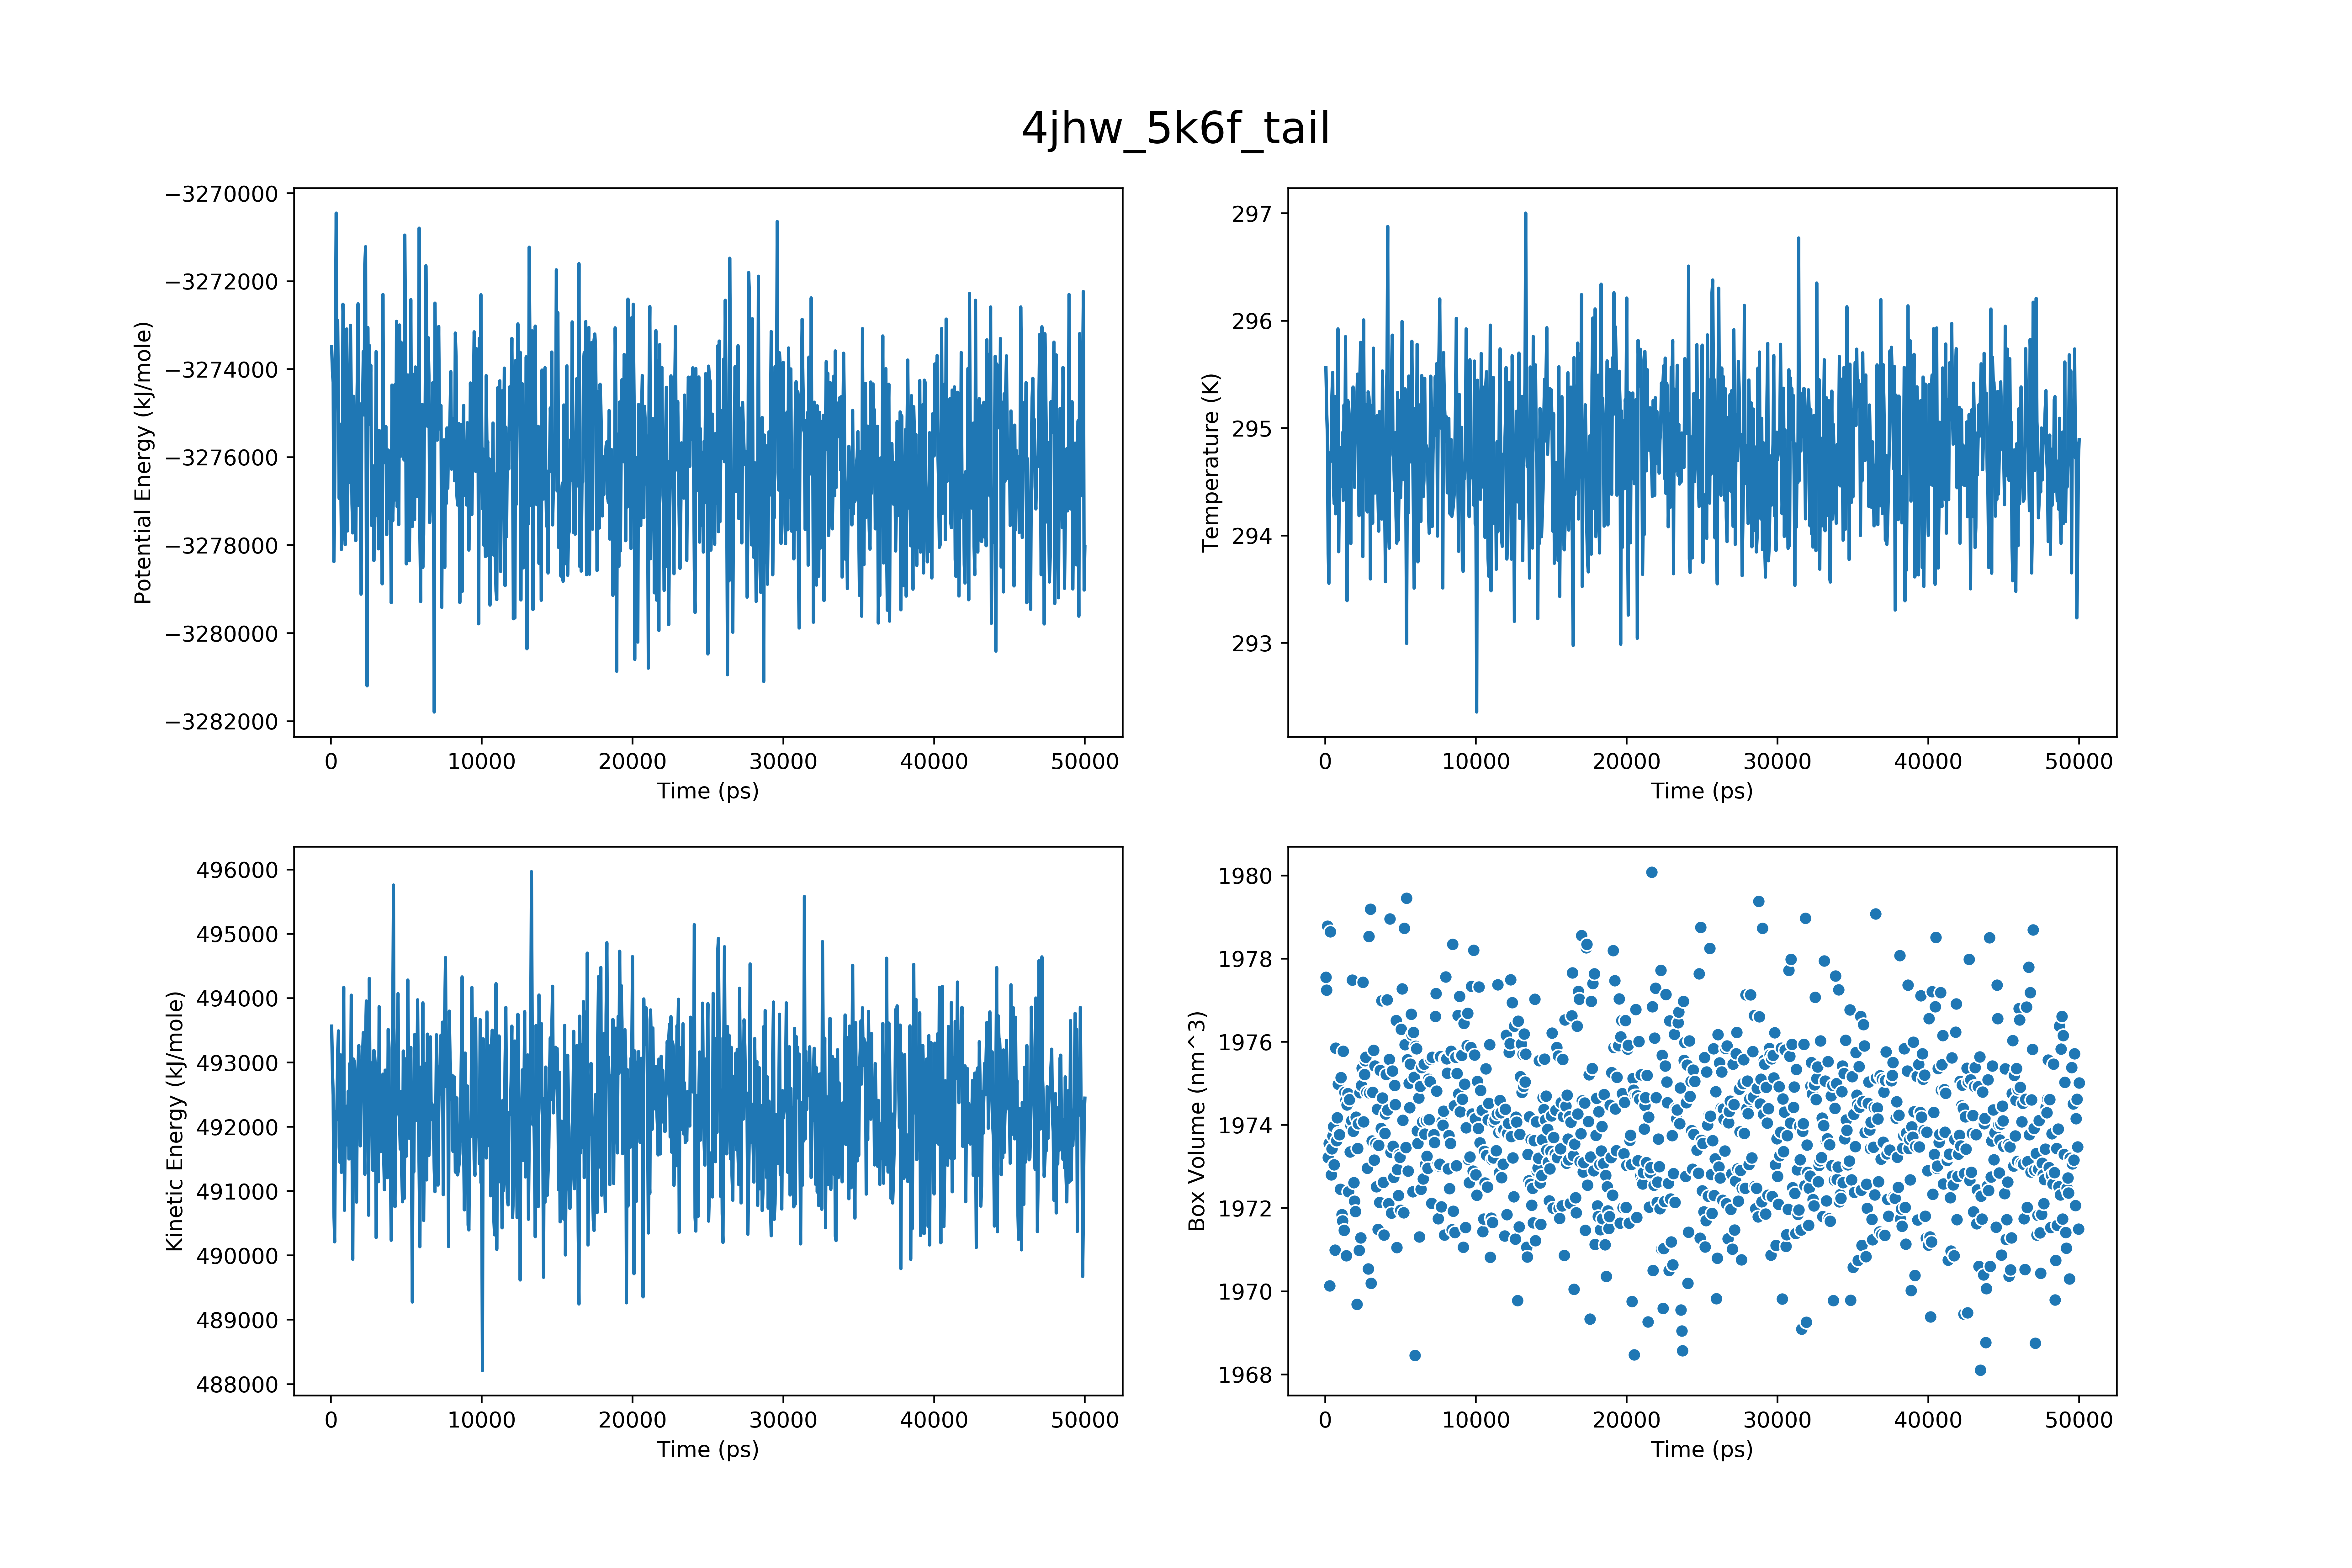 4jhw_5k6f_tail
Potential Energy (kJ/mole)
−3270000
−3272000
−3274000
−3276000
−3278000
−3280000
−3282000
0 10000 20000 30000 40000 50000
Time (ps)
Temperature (K)
297
296
295
294
293
0 10000 20000 30000 40000 50000
Time (ps)
Kinetic Energy (kJ/mole)
496000
495000
494000
493000
492000
491000
490000
489000
488000
0 10000 20000 30000 40000 50000
Time (ps)
Box Volume (nm^3)
1980
1978
1976
1974
1972
1970
1968
0 10000 20000 30000 40000 50000
Time (ps)